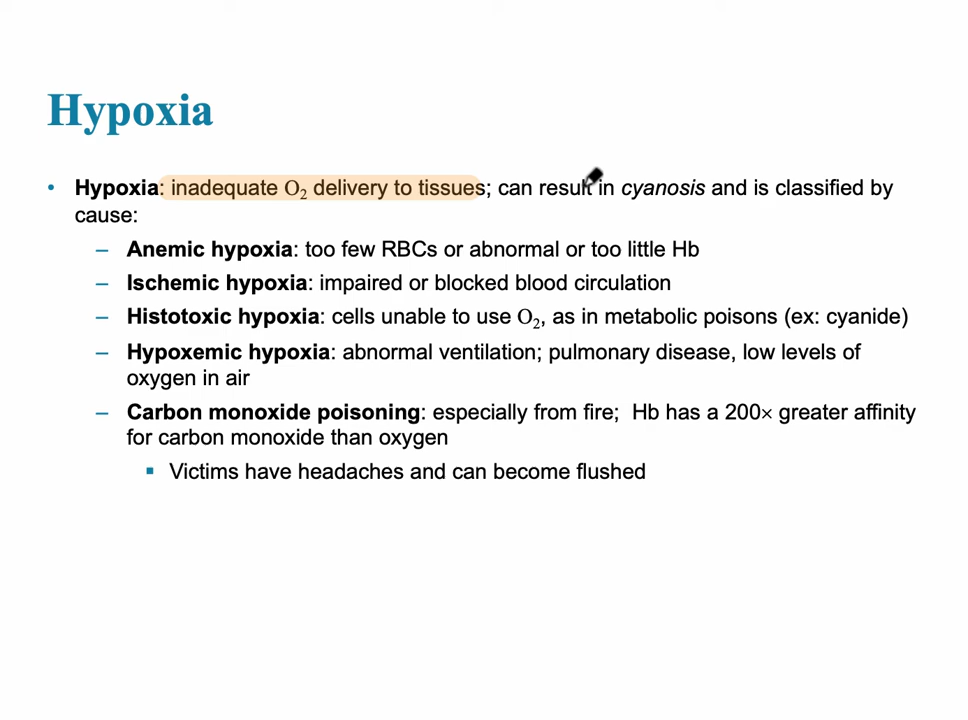 Hypoxia
• Hypoxia: inadequate O₂ delivery to tissues; can result in cyanosis and is classified by
cause:
– Anemic hypoxia: too few RBCs or abnormal or too little Hb
– Ischemic hypoxia: impaired or blocked blood circulation
– Histotoxic hypoxia: cells unable to use O₂, as in metabolic poisons (ex: cyanide)
– Hypoxemic hypoxia: abnormal ventilation; pulmonary disease, low levels of
oxygen in air
– Carbon monoxide poisoning: especially from fire; Hb has a 200× greater affinity
for carbon monoxide than oxygen
▪ Victims have headaches and can become flushed